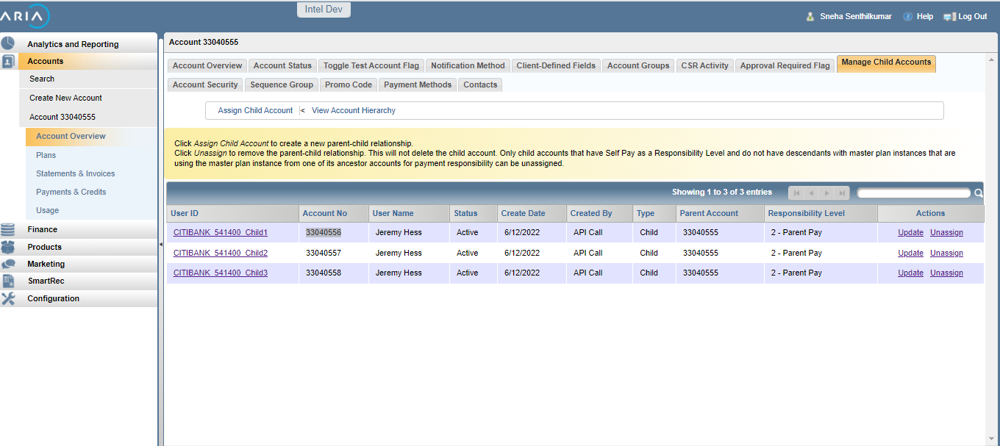 ARIA
Intel Dev
Sneha Senthilkumar
Help
Log Out
Analytics and Reporting
Accounts
Search
Create New Account
Account 33040555
Account Overview
Plans
Statements & Invoices
Payments & Credits
Usage
Finance
Products
Marketing
SmartRec
Configuration
Account 33040555
Account Overview Account Status Toggle Test Account Flag Notification Method Client-Defined Fields Account Groups CSR Activity Approval Required Flag Manage Child Accounts
Account Security Sequence Group Promo Code Payment Methods Contacts
Assign Child Account |< View Account Hierarchy
Click Assign Child Account to create a new parent-child relationship.
Click Unassign to remove the parent-child relationship. This will not delete the child account. Only child accounts that have Self Pay as a Responsibility Level and do not have descendants with master plan instances that are
using the master plan instance from one of its ancestor accounts for payment responsibility can be unassigned.
Showing 1 to 3 of 3 entries
User ID Account No User Name Status Create Date Created By Type Parent Account Responsibility Level Actions
CITIBANK_541400_Child1 33040556 Jeremy Hess Active 6/12/2022 API Call Child 33040555 2 - Parent Pay Update Unassign
CITIBANK_541400_Child2 33040557 Jeremy Hess Active 6/12/2022 API Call Child 33040555 2 - Parent Pay Update Unassign
CITIBANK_541400_Child3 33040558 Jeremy Hess Active 6/12/2022 API Call Child 33040555 2 - Parent Pay Update Unassign